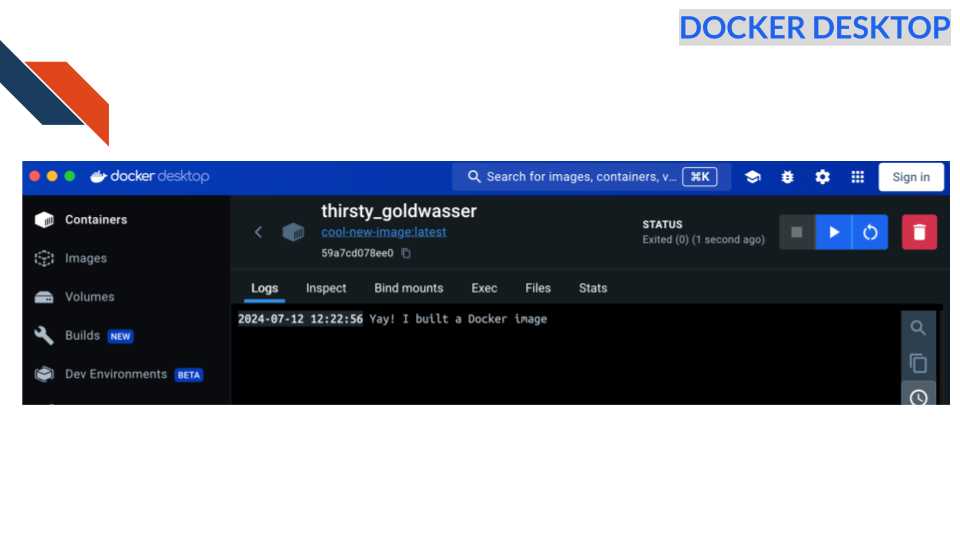 DOCKER DESKTOP
docker desktop
Search for images, containers, v... ⌘K
Sign in
Containers
Images
Volumes
Builds NEW
Dev Environments BETA
thirsty_goldwasser
cool-new-image:latest
59a7cd078ee0
STATUS
Exited (0) (1 second ago)
Logs Inspect Bind mounts Exec Files Stats
2024-07-12 12:22:56 Yay! I built a Docker image